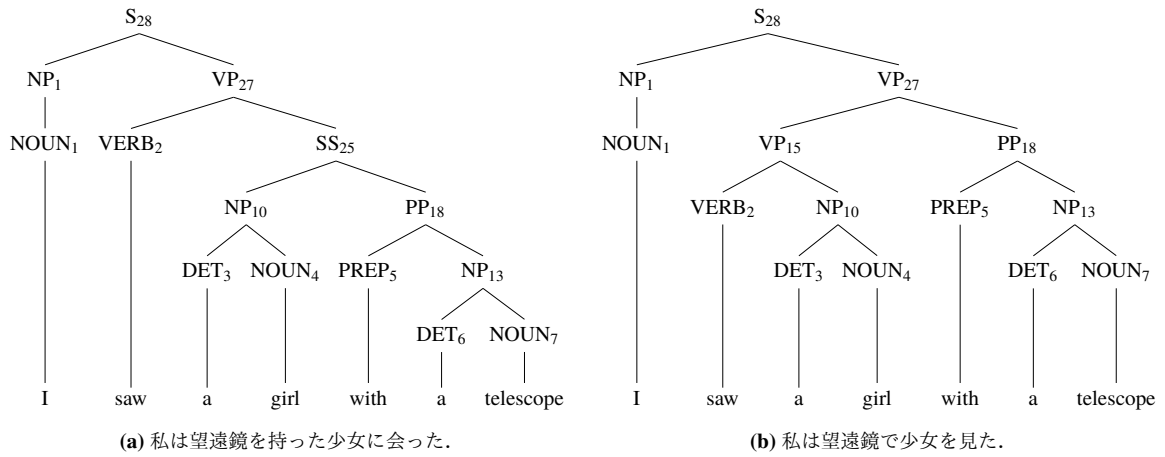 S₂₈ S₂₈
NP₁ VP₂₇ NP₁ VP₂₇
NOUN₁ VERB₂ SS₂₅ NOUN₁ VP₁₅ PP₁₈
NP₁₀ PP₁₈ VERB₂ NP₁₀ PREP₅ NP₁₃
DET₃ NOUN₄ PREP₅ NP₁₃ DET₃ NOUN₄ DET₆ NOUN₇
DET₆ NOUN₇
I saw a girl with a telescope I saw a girl with a telescope
(a) 私は望遠鏡を持った少女に会った. (b) 私は望遠鏡で少女を見た.